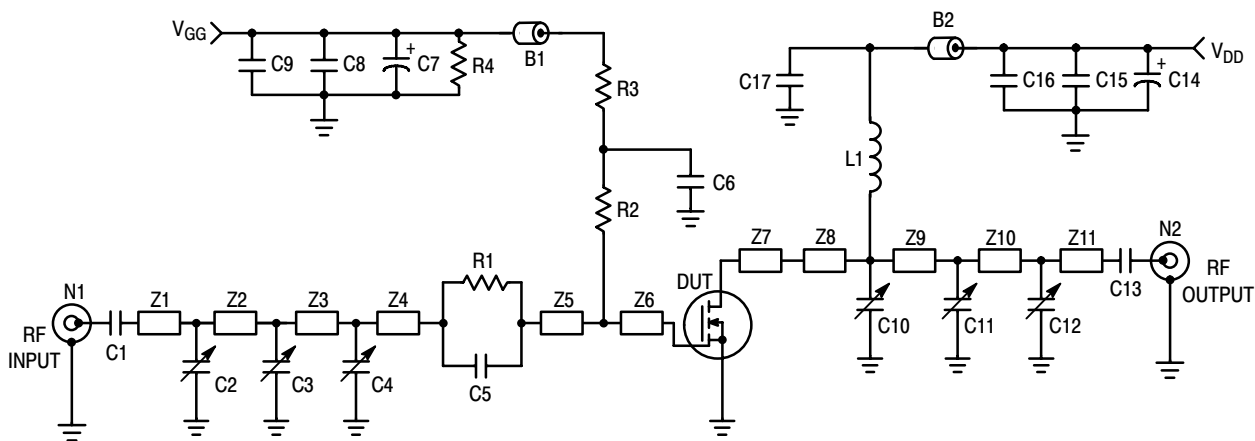 V_GG
C9
C8
+
C7
R4
B1
R3
C6
R2
B2
V_DD
C17
C16
C15
+
C14
L1
N1
RF
INPUT
C1
Z1
Z2
Z3
Z4
R1
C5
Z5
Z6
C2
C3
C4
DUT
Z7
Z8
Z9
Z10
Z11
N2
RF
OUTPUT
C13
C10
C11
C12